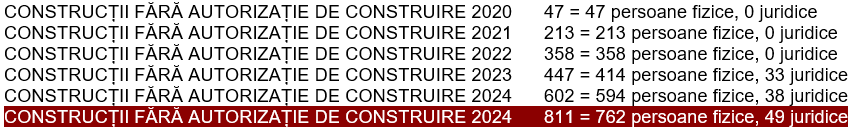 CONSTRUCȚII FĂRĂ AUTORIZAȚIE DE CONSTRUIRE 2020 47 = 47 persoane fizice, 0 juridice
CONSTRUCȚII FĂRĂ AUTORIZAȚIE DE CONSTRUIRE 2021 213 = 213 persoane fizice, 0 juridice
CONSTRUCȚII FĂRĂ AUTORIZAȚIE DE CONSTRUIRE 2022 358 = 358 persoane fizice, 0 juridice
CONSTRUCȚII FĂRĂ AUTORIZAȚIE DE CONSTRUIRE 2023 447 = 414 persoane fizice, 33 juridice
CONSTRUCȚII FĂRĂ AUTORIZAȚIE DE CONSTRUIRE 2024 602 = 594 persoane fizice, 38 juridice
CONSTRUCȚII FĂRĂ AUTORIZAȚIE DE CONSTRUIRE 2024 811 = 762 persoane fizice, 49 juridice